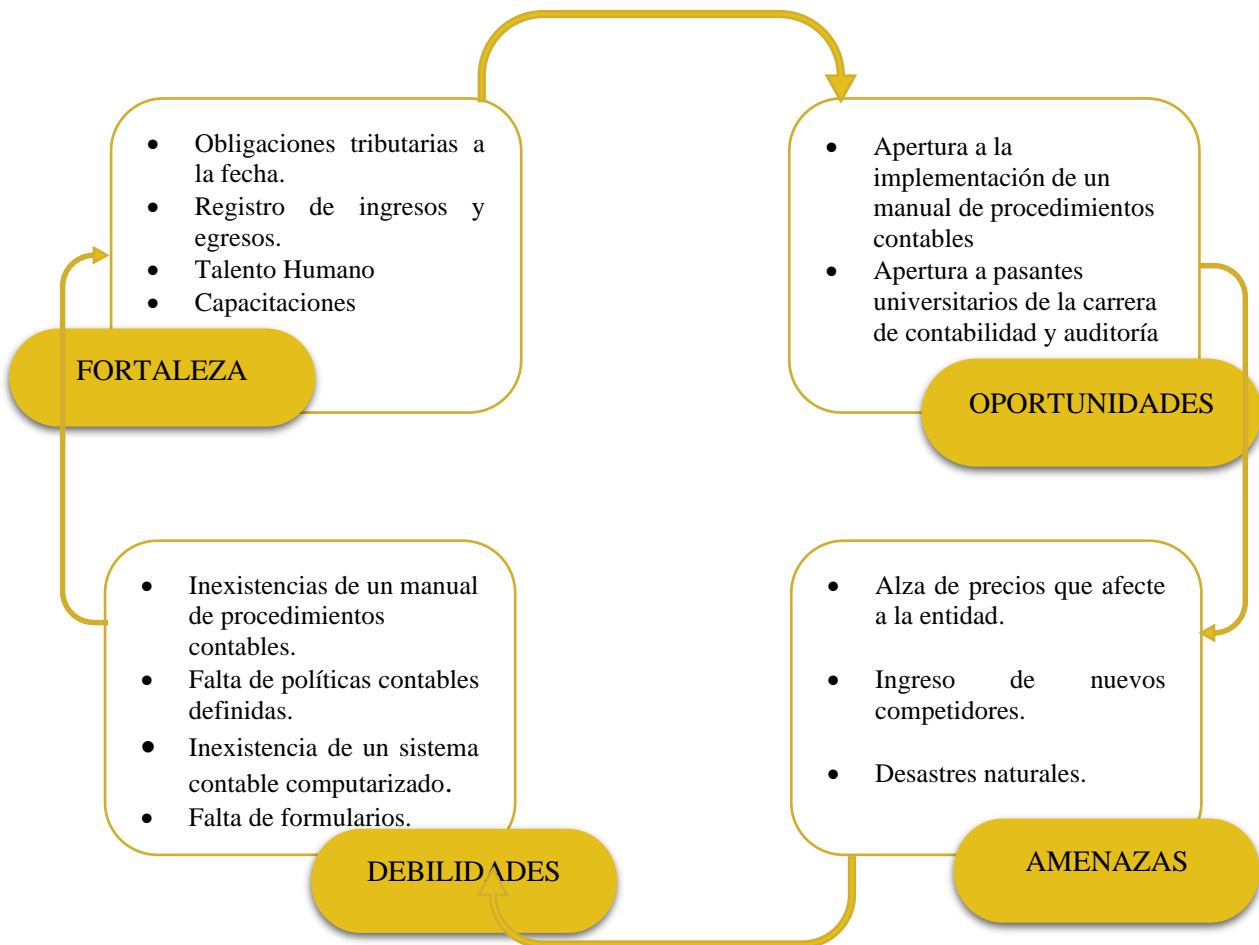 • Obligaciones tributarias a
la fecha.
• Registro de ingresos y
egresos.
• Talento Humano
• Capacitaciones
FORTALEZA
• Apertura a la
implementación de un
manual de procedimientos
contables
• Apertura a pasantes
universitarios de la carrera
de contabilidad y auditoría
OPORTUNIDADES
• Inexistencias de un manual
de procedimientos
contables.
• Falta de políticas contables
definidas.
• Inexistencia de un sistema
contable computarizado.
• Falta de formularios.
DEBILIDADES
• Alza de precios que afecte
a la entidad.
• Ingreso de nuevos
competidores.
• Desastres naturales.
AMENAZAS